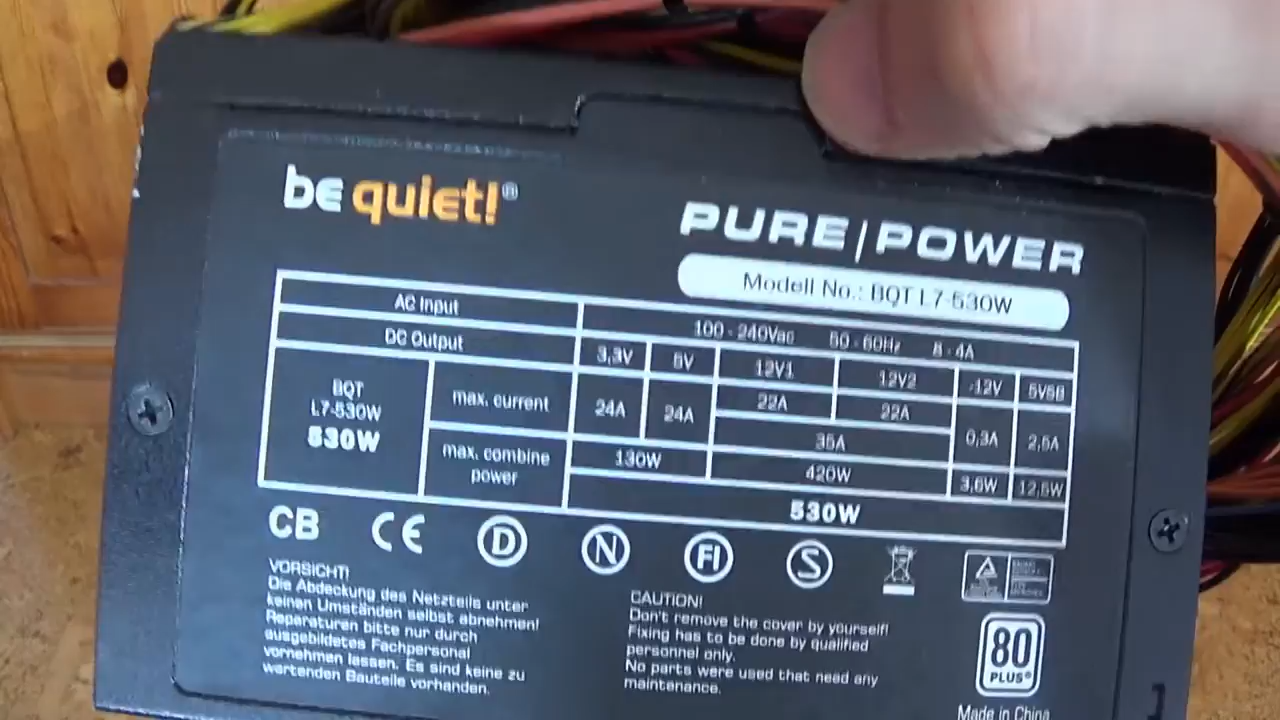 be quiet!®
PURE|POWER
Modell No.: BQT L7-530W
AC Input 100 - 240Vac 50 - 60Hz 8 - 4A
DC Output 3,3V 5V 12V1 12V2 -12V 5VSB
BQT
L7-530W
530W
max. current 24A 24A 22A 22A 0,3A 2,5A
35A
max. combine
power
130W 420W 3,6W 12,5W
530W
CB CE D N FI S
VORSICHT!
Die Abdeckung des Netzteils unter
keinen Umständen selbst abnehmen!
Reparaturen bitte nur durch
ausgebildetes Fachpersonal
vornehmen lassen. Es sind keine zu
wartenden Bauteile vorhanden.
CAUTION!
Don't remove the cover by yourself!
Fixing has to be done by qualified
personnel only.
No parts were used that need any
maintenance.
80
PLUS®
Made in China